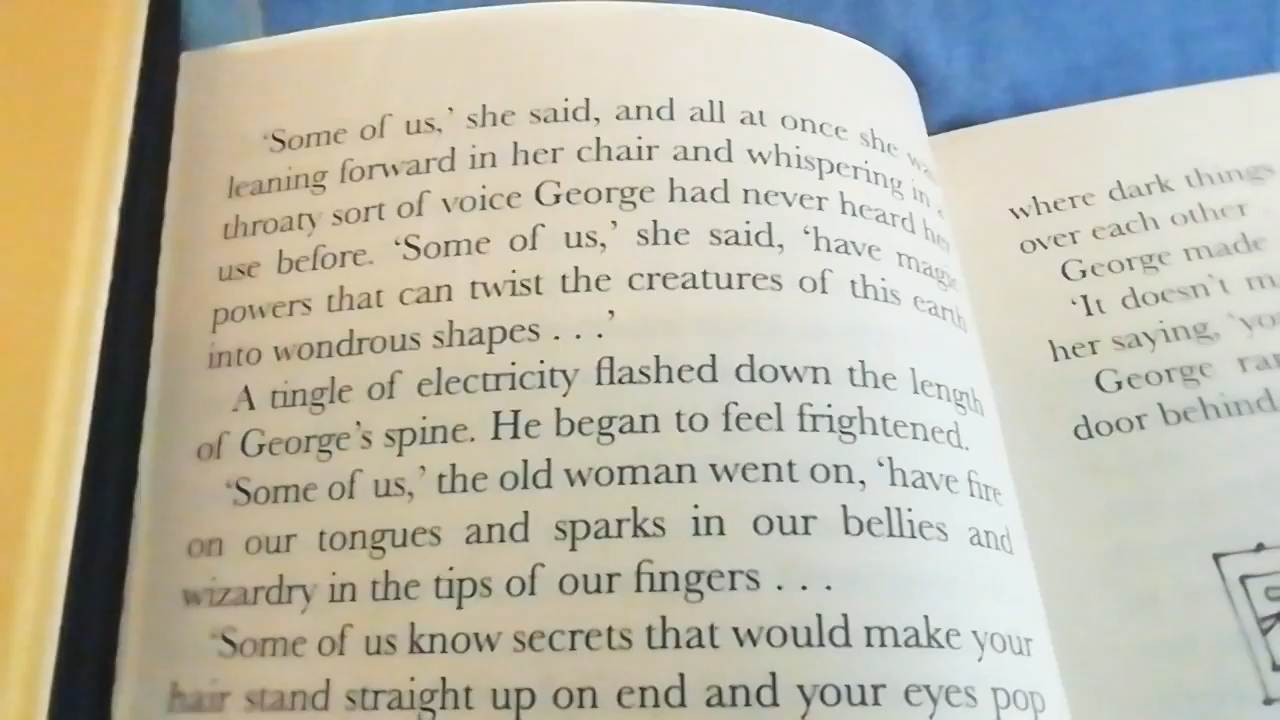 'Some of us,' she said, and all at once she
leaning forward in her chair and whispering in
throaty sort of voice George had never heard her
use before. 'Some of us,' she said, 'have magic
powers that can twist the creatures of this earth
into wondrous shapes . . .'
A tingle of electricity flashed down the length
of George's spine. He began to feel frightened.
'Some of us,' the old woman went on, 'have fire
on our tongues and sparks in our bellies and
wizardry in the tips of our fingers . . .
'Some of us know secrets that would make your
hair stand straight up on end and your eyes pop
where dark things
over each other
George made
'It doesn't m
her saying, 'yo
George ran
door behind